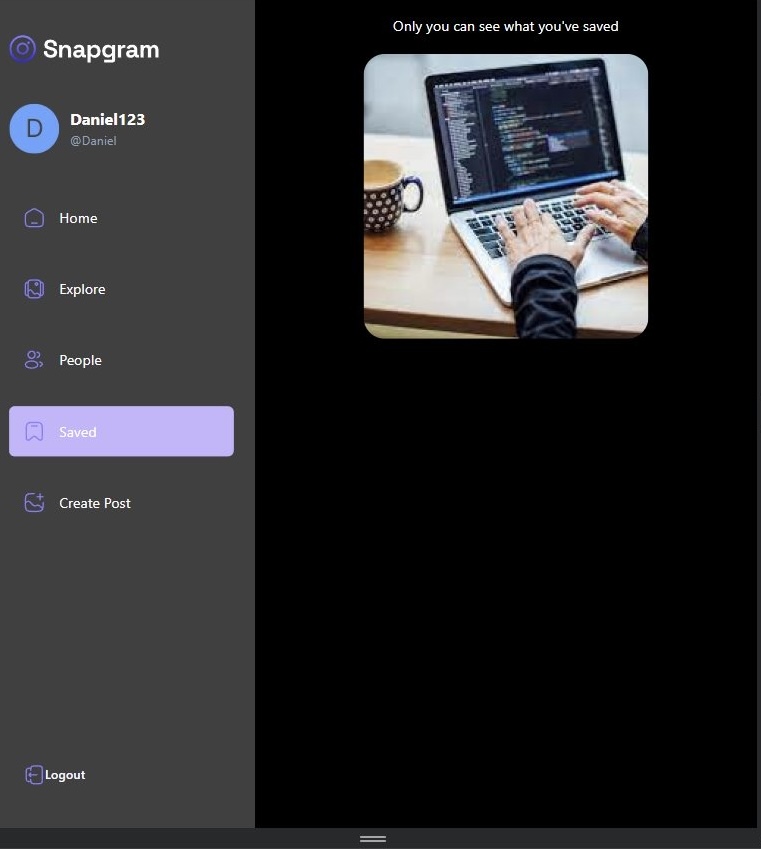 Snapgram
D
Daniel123
@Daniel
Home
Explore
People
Saved
Create Post
Logout
Only you can see what you've saved